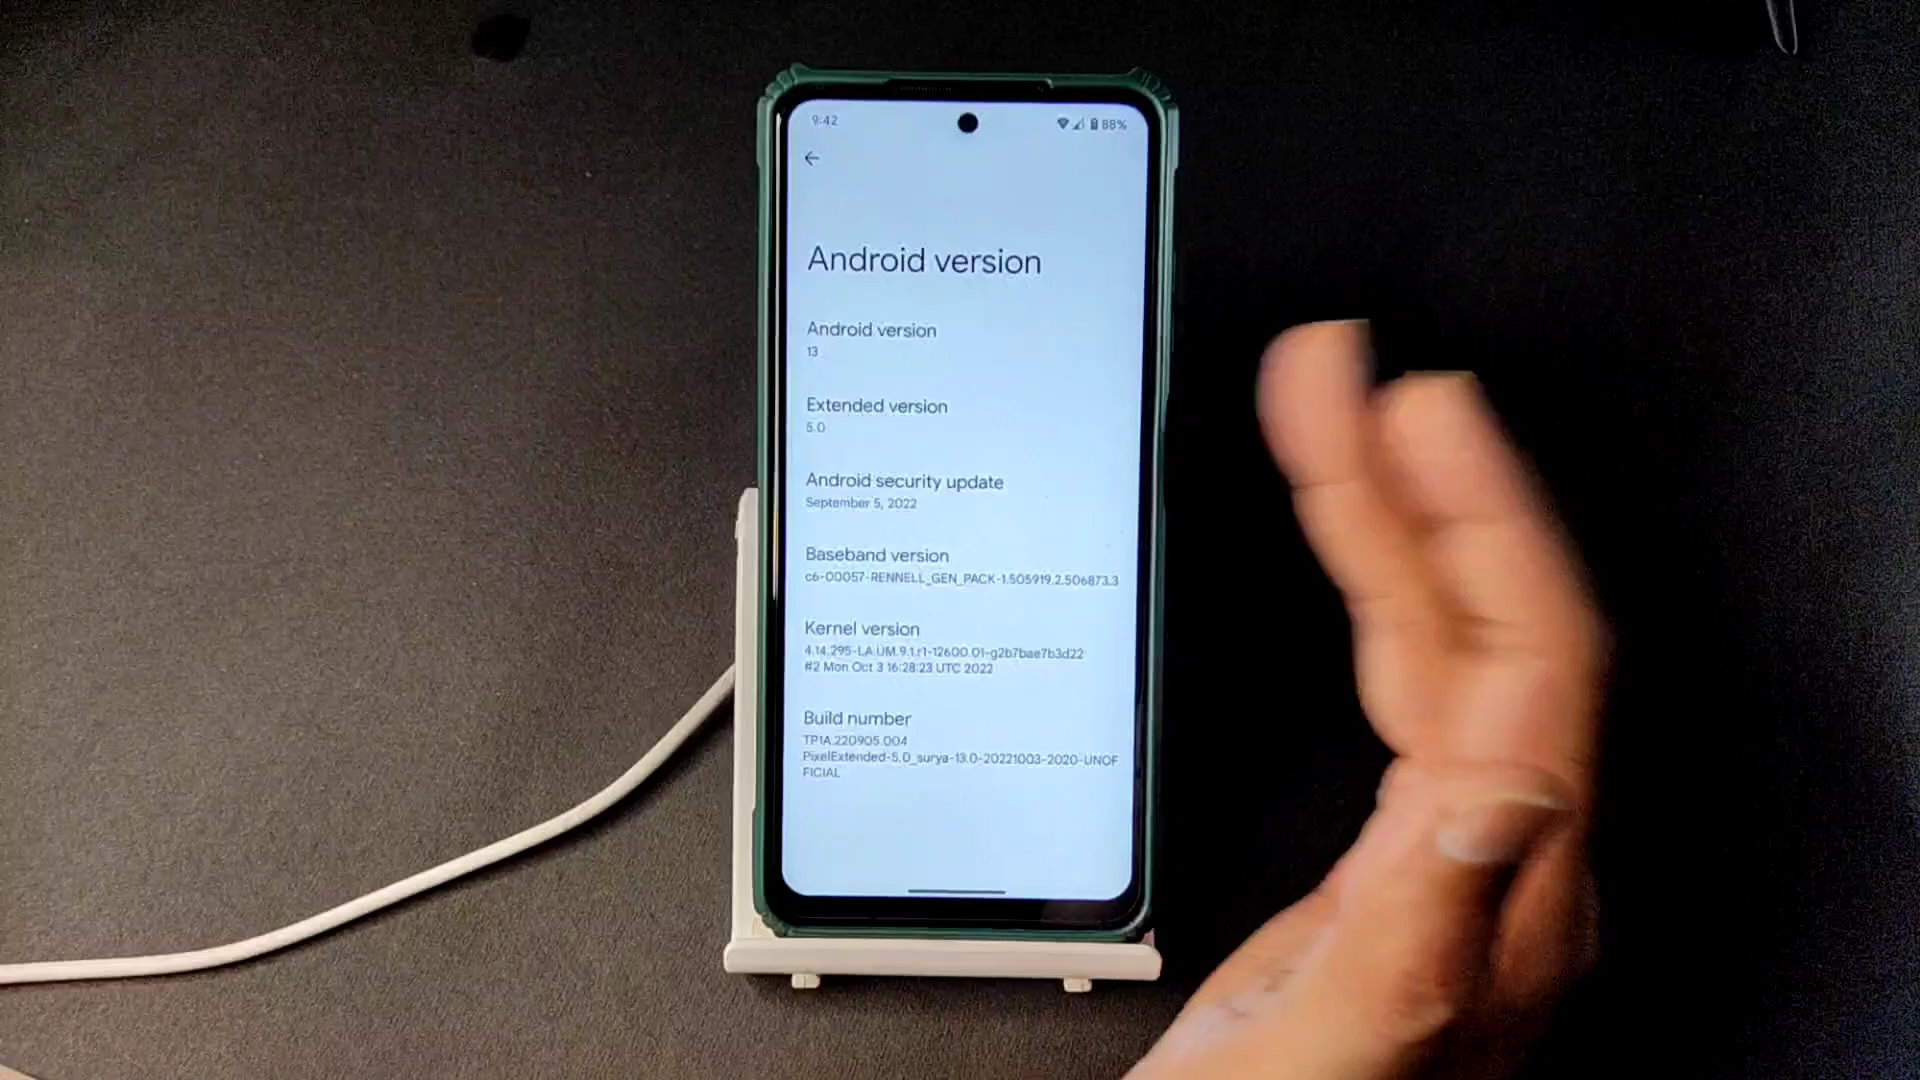 9:42
88%
Android version
Android version
13
Extended version
5.0
Android security update
September 5, 2022
Baseband version
c6-00057-RENNELL_GEN_PACK-1.505919.2.506873.3
Kernel version
4.14.295-LA.UM.9.1.r1-12600.01-g2b7bae7b3d22
#2 Mon Oct 3 16:28:23 UTC 2022
Build number
TP1A.220905.004
PixelExtended-5.0_surya-13.0-20221003-2020-UNOF
FICIAL